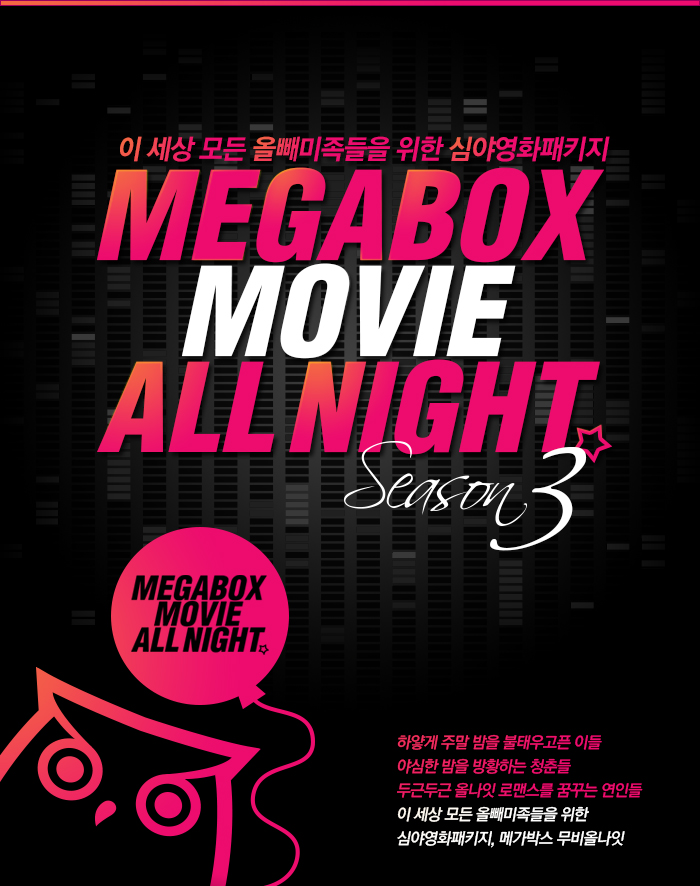 이 세상 모든 올빼미족들을 위한 심야영화패키지
MEGABOX
MOVIE
ALL NIGHT
Season 3
MEGABOX
MOVIE
ALL NIGHT
하얗게 주말 밤을 불태우고픈 이들
야심한 밤을 방황하는 청춘들
두근두근 올나잇 로맨스를 꿈꾸는 연인들
이 세상 모든 올빼미족들을 위한
심야영화패키지, 메가박스 무비올나잇